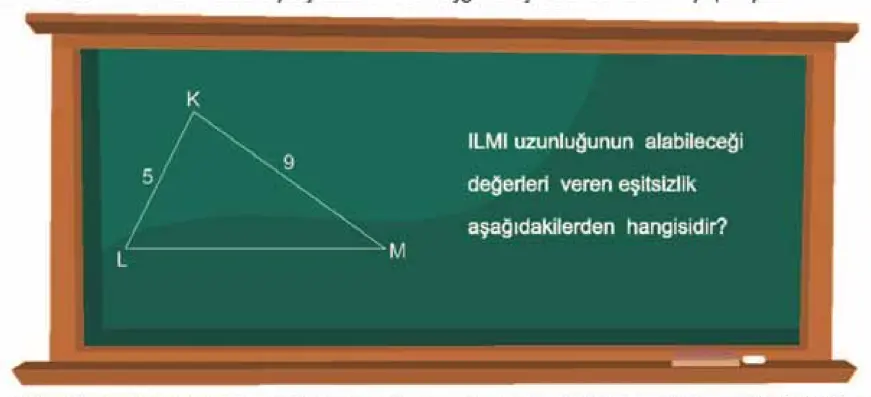 K
5
9
L
M
ILMI uzunluğunun alabileceği
değerleri veren eşitsizlik
aşağıdakilerden hangisidir?